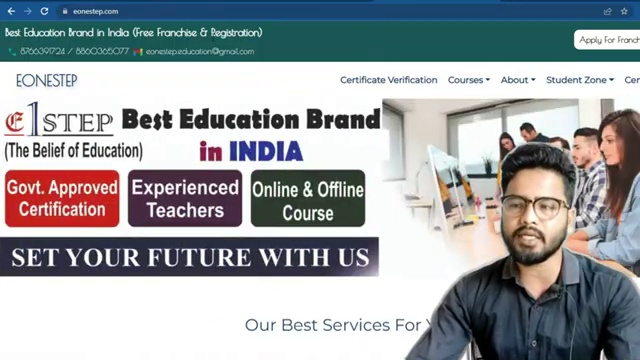 eonestep.com
Best Education Brand in India (Free Franchise & Registration)
8766391724 / 8860365077 eonestep.education@gmail.com
Apply For Franch
EONESTEP
Certificate Verification Courses About Student Zone Cer
E1STEP
(The Belief of Education)
Best Education Brand
in INDIA
Govt. Approved
Certification
Experienced
Teachers
Online & Offline
Course
SET YOUR FUTURE WITH US
Our Best Services For